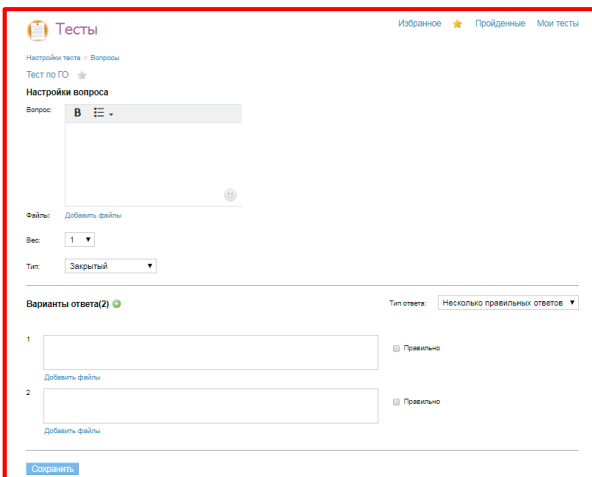 Тесты
Избранное Пройденные Мои тесты
Настройки теста > Вопросы
Тест по ГО
Настройки вопроса
Вопрос: B
Файлы: Добавить файлы
Вес: 1
Тип: Закрытый
Варианты ответа(2) Тип ответа: Несколько правильных ответов
1 Правильно
Добавить файлы
2 Правильно
Добавить файлы
Сохранить